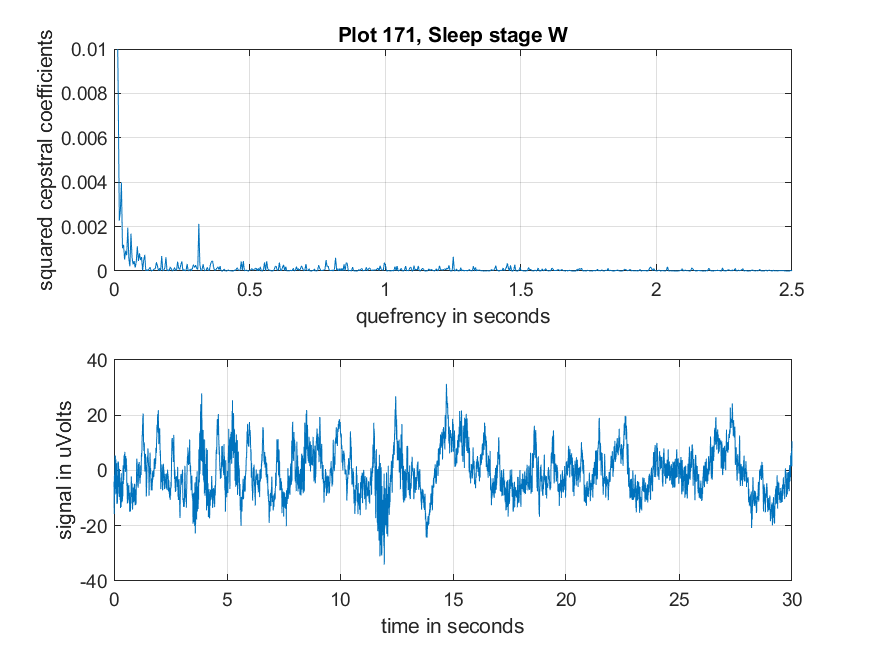 Plot 171, Sleep stage W
squared cepstral coefficients
0.01
0.008
0.006
0.004
0.002
0
0 0.5 1 1.5 2 2.5
quefrency in seconds
signal in uVolts
40
20
0
-20
-40
0 5 10 15 20 25 30
time in seconds